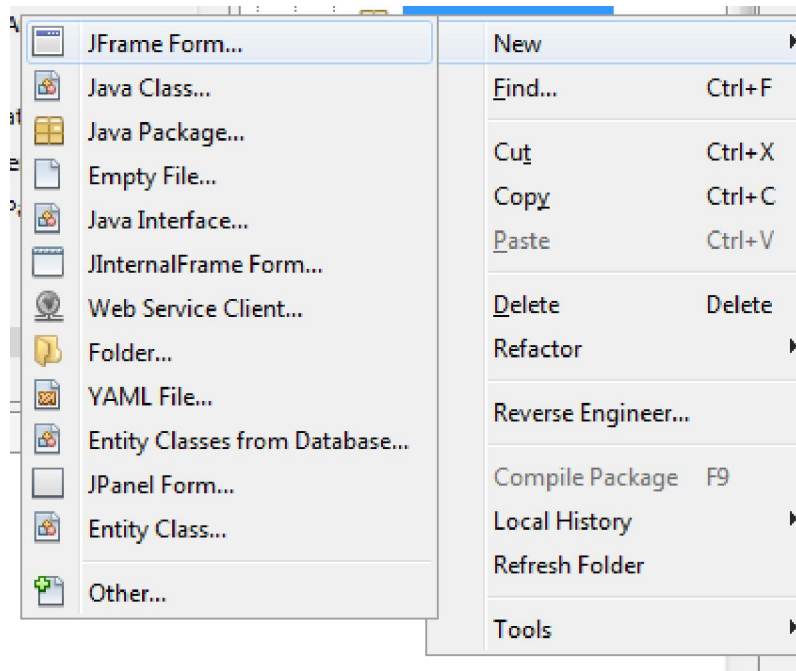 JFrame Form...
Java Class...
Java Package...
Empty File...
Java Interface...
JInternalFrame Form...
Web Service Client...
Folder...
YAML File...
Entity Classes from Database...
JPanel Form...
Entity Class...
Other...
New
Find... Ctrl+F
Cut Ctrl+X
Copy Ctrl+C
Paste Ctrl+V
Delete Delete
Refactor
Reverse Engineer...
Compile Package F9
Local History
Refresh Folder
Tools